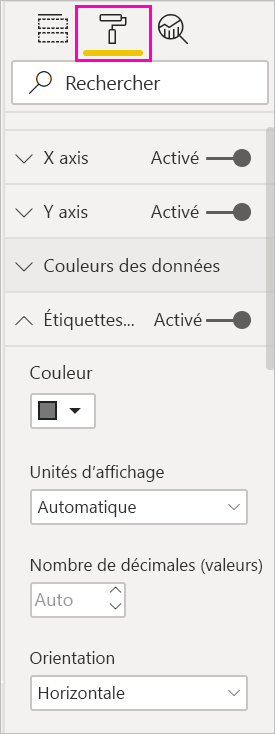 Rechercher
X axis Activé
Y axis Activé
Couleurs des données
Étiquettes... Activé
Couleur
Unités d’affichage
Automatique
Nombre de décimales (valeurs)
Auto
Orientation
Horizontale